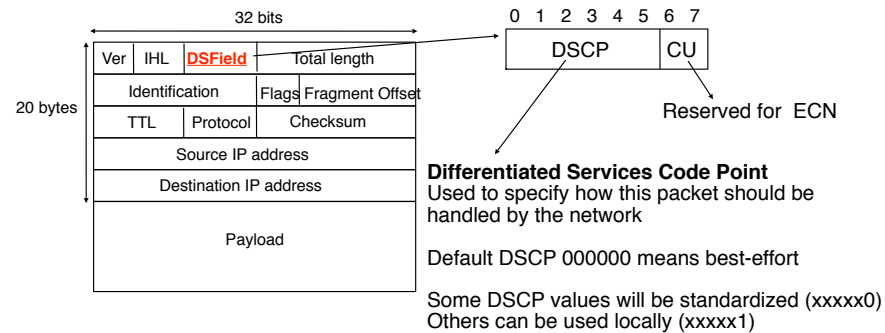 32 bits
0 1 2 3 4 5 6 7
Ver IHL DSField Total length
DSCP CU
Identification Flags Fragment Offset
20 bytes
Reserved for ECN
TTL Protocol Checksum
Source IP address
Destination IP address
Differentiated Services Code Point
Used to specify how this packet should be
handled by the network
Payload
Default DSCP 000000 means best-effort
Some DSCP values will be standardized (xxxxx0)
Others can be used locally (xxxxx1)